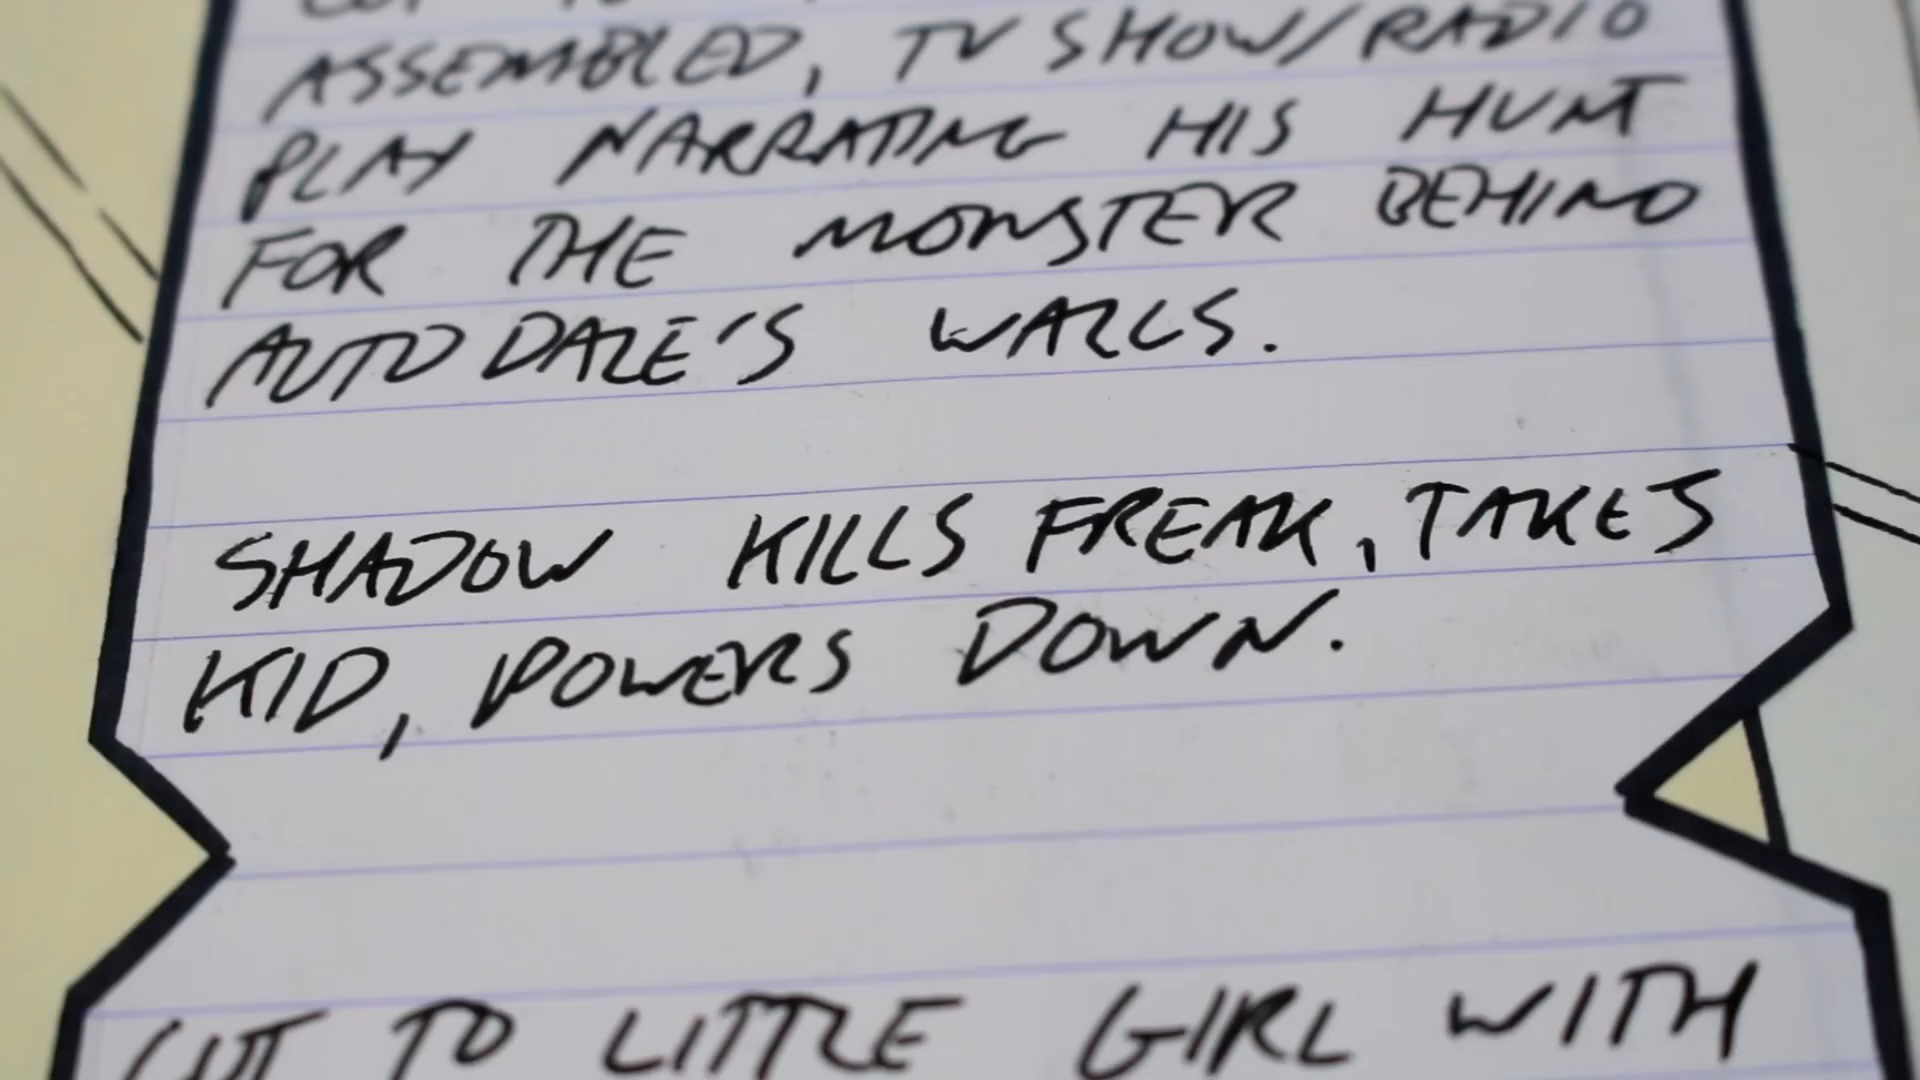 ASSEMBLED, TV SHOW/RADIO
PLAY NARRATING HIS HUNT
FOR THE MONSTER BEHIND
AUTODALE'S WALLS.
SHADOW KILLS FREAK, TAKES
KID, POWERS DOWN.
CUT TO LITTLE GIRL WITH